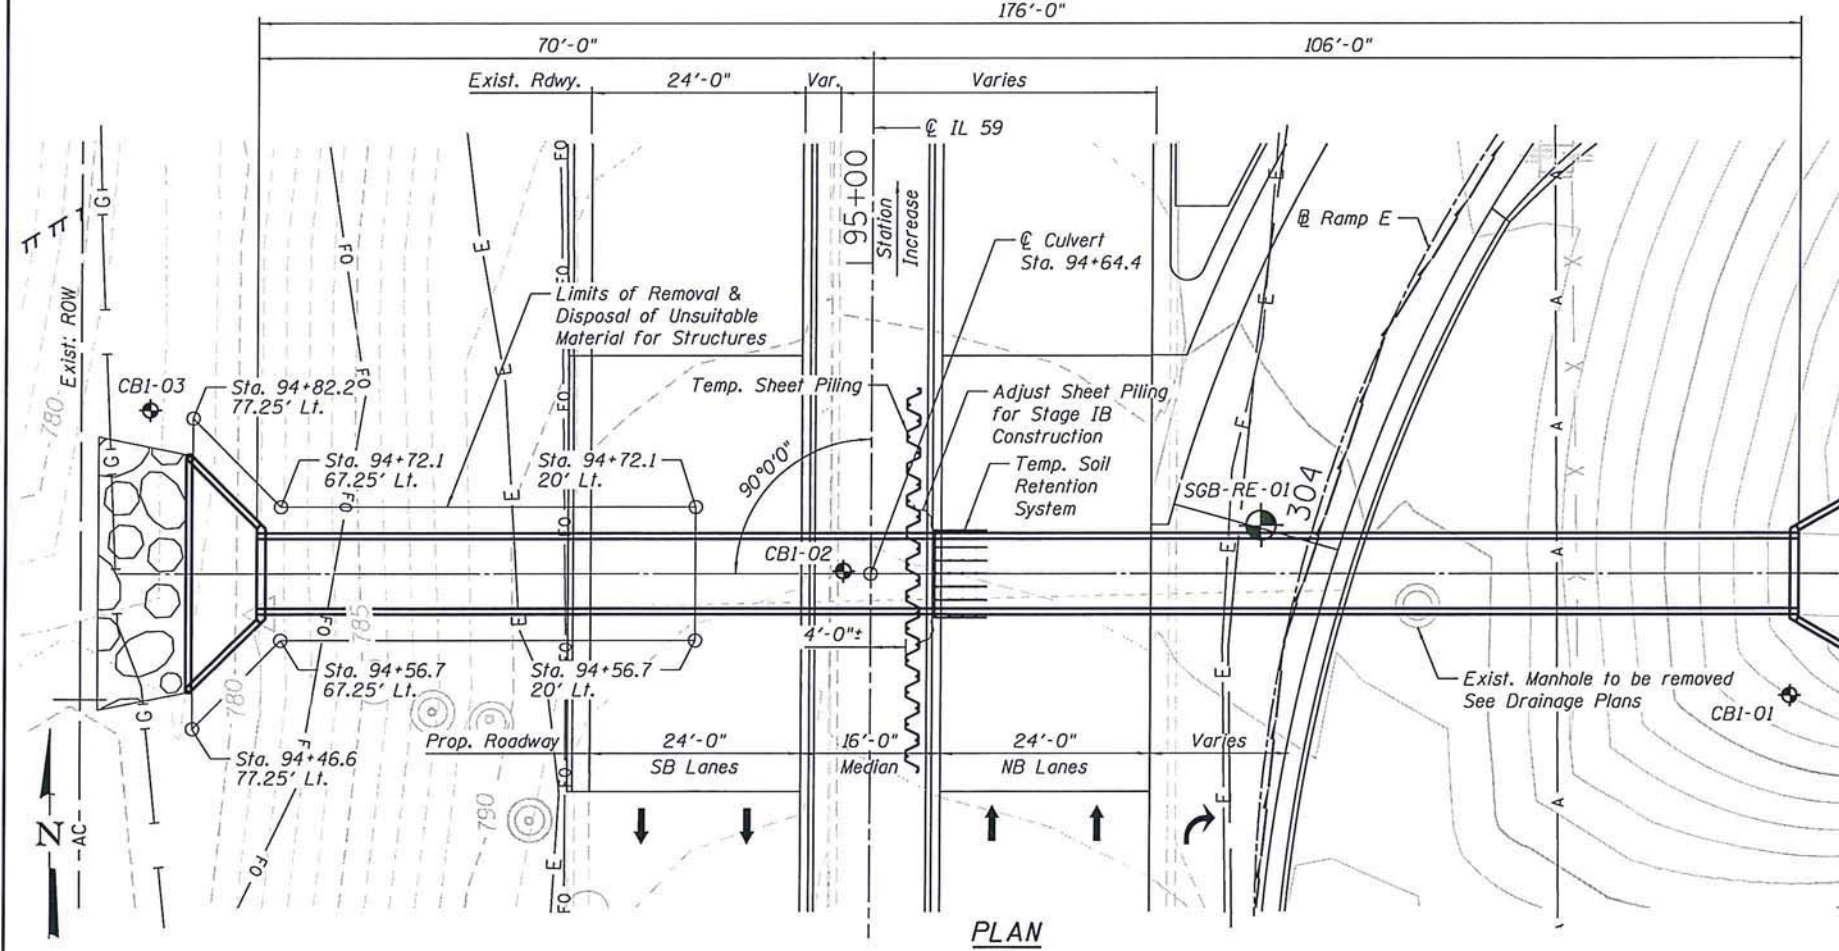 176'-0"
70'-0"
106'-0"
Exist. Rdwy.
24'-0"
Var.
Varies
℄ IL 59
95+00
Station
Increase
FO
G
E
FO
E
℄ Culvert
Sta. 94+64.4
℄ Ramp E
Exist. ROW
Limits of Removal &
Disposal of Unsuitable
Material for Structures
780
CB1-03
Sta. 94+82.2
77.25' Lt.
Temp. Sheet Piling
Adjust Sheet Piling
for Stage IB
Construction
Sta. 94+72.1
67.25' Lt.
Sta. 94+72.1
20' Lt.
90°0'0"
Temp. Soil
Retention
System
SGB-RE-01
304
CB1-02
785
4'-0"±
Sta. 94+56.7
67.25' Lt.
Sta. 94+56.7
20' Lt.
Exist. Manhole to be removed
See Drainage Plans
CB1-01
780
Prop. Roadway
24'-0"
16'-0"
24'-0"
Varies
SB Lanes
Median
NB Lanes
Sta. 94+46.6
77.25' Lt.
790
N
AC
PLAN